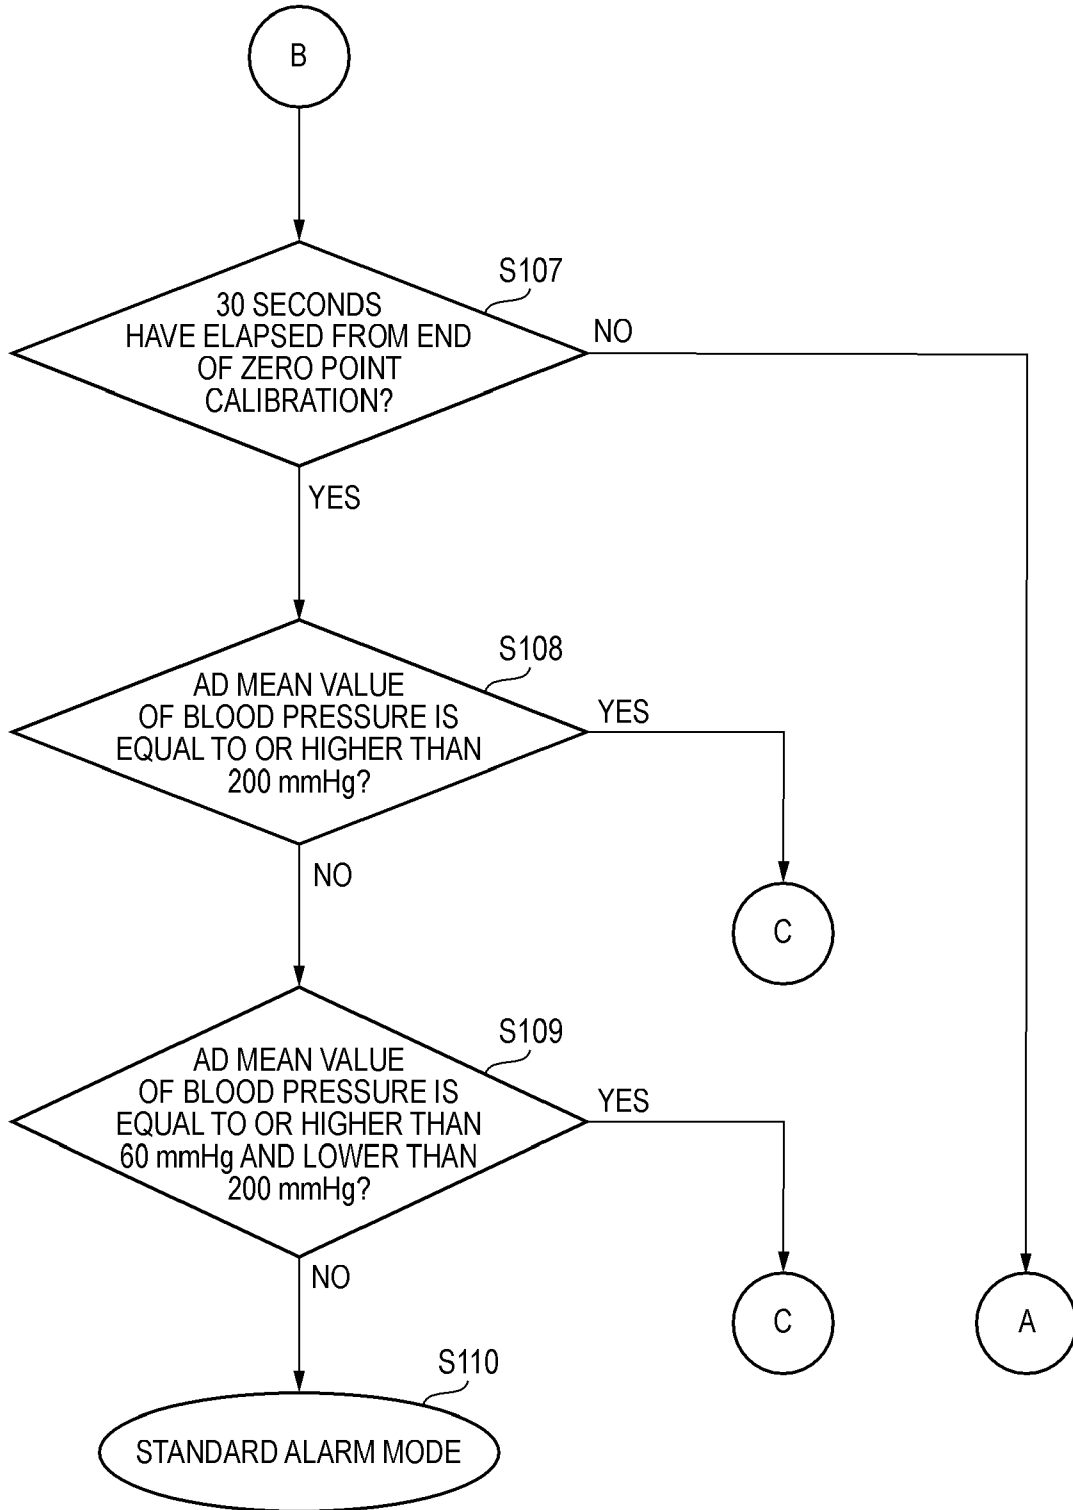 B
S107
30 SECONDS
HAVE ELAPSED FROM END
OF ZERO POINT
CALIBRATION?
NO
YES
S108
AD MEAN VALUE
OF BLOOD PRESSURE IS
EQUAL TO OR HIGHER THAN
200 mmHg?
YES
NO
C
S109
AD MEAN VALUE
OF BLOOD PRESSURE IS
EQUAL TO OR HIGHER THAN
60 mmHg AND LOWER THAN
200 mmHg?
YES
NO
C
A
S110
STANDARD ALARM MODE